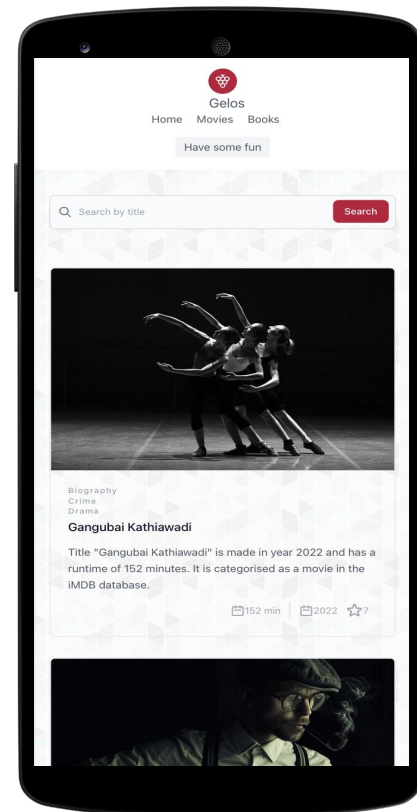 Gelos
Home Movies Books
Have some fun
Search by title Search
Biography
Crime
Drama
Gangubai Kathiawadi
Title "Gangubai Kathiawadi" is made in year 2022 and has a
runtime of 152 minutes. It is categorised as a movie in the
iMDB database.
152 min 2022 7